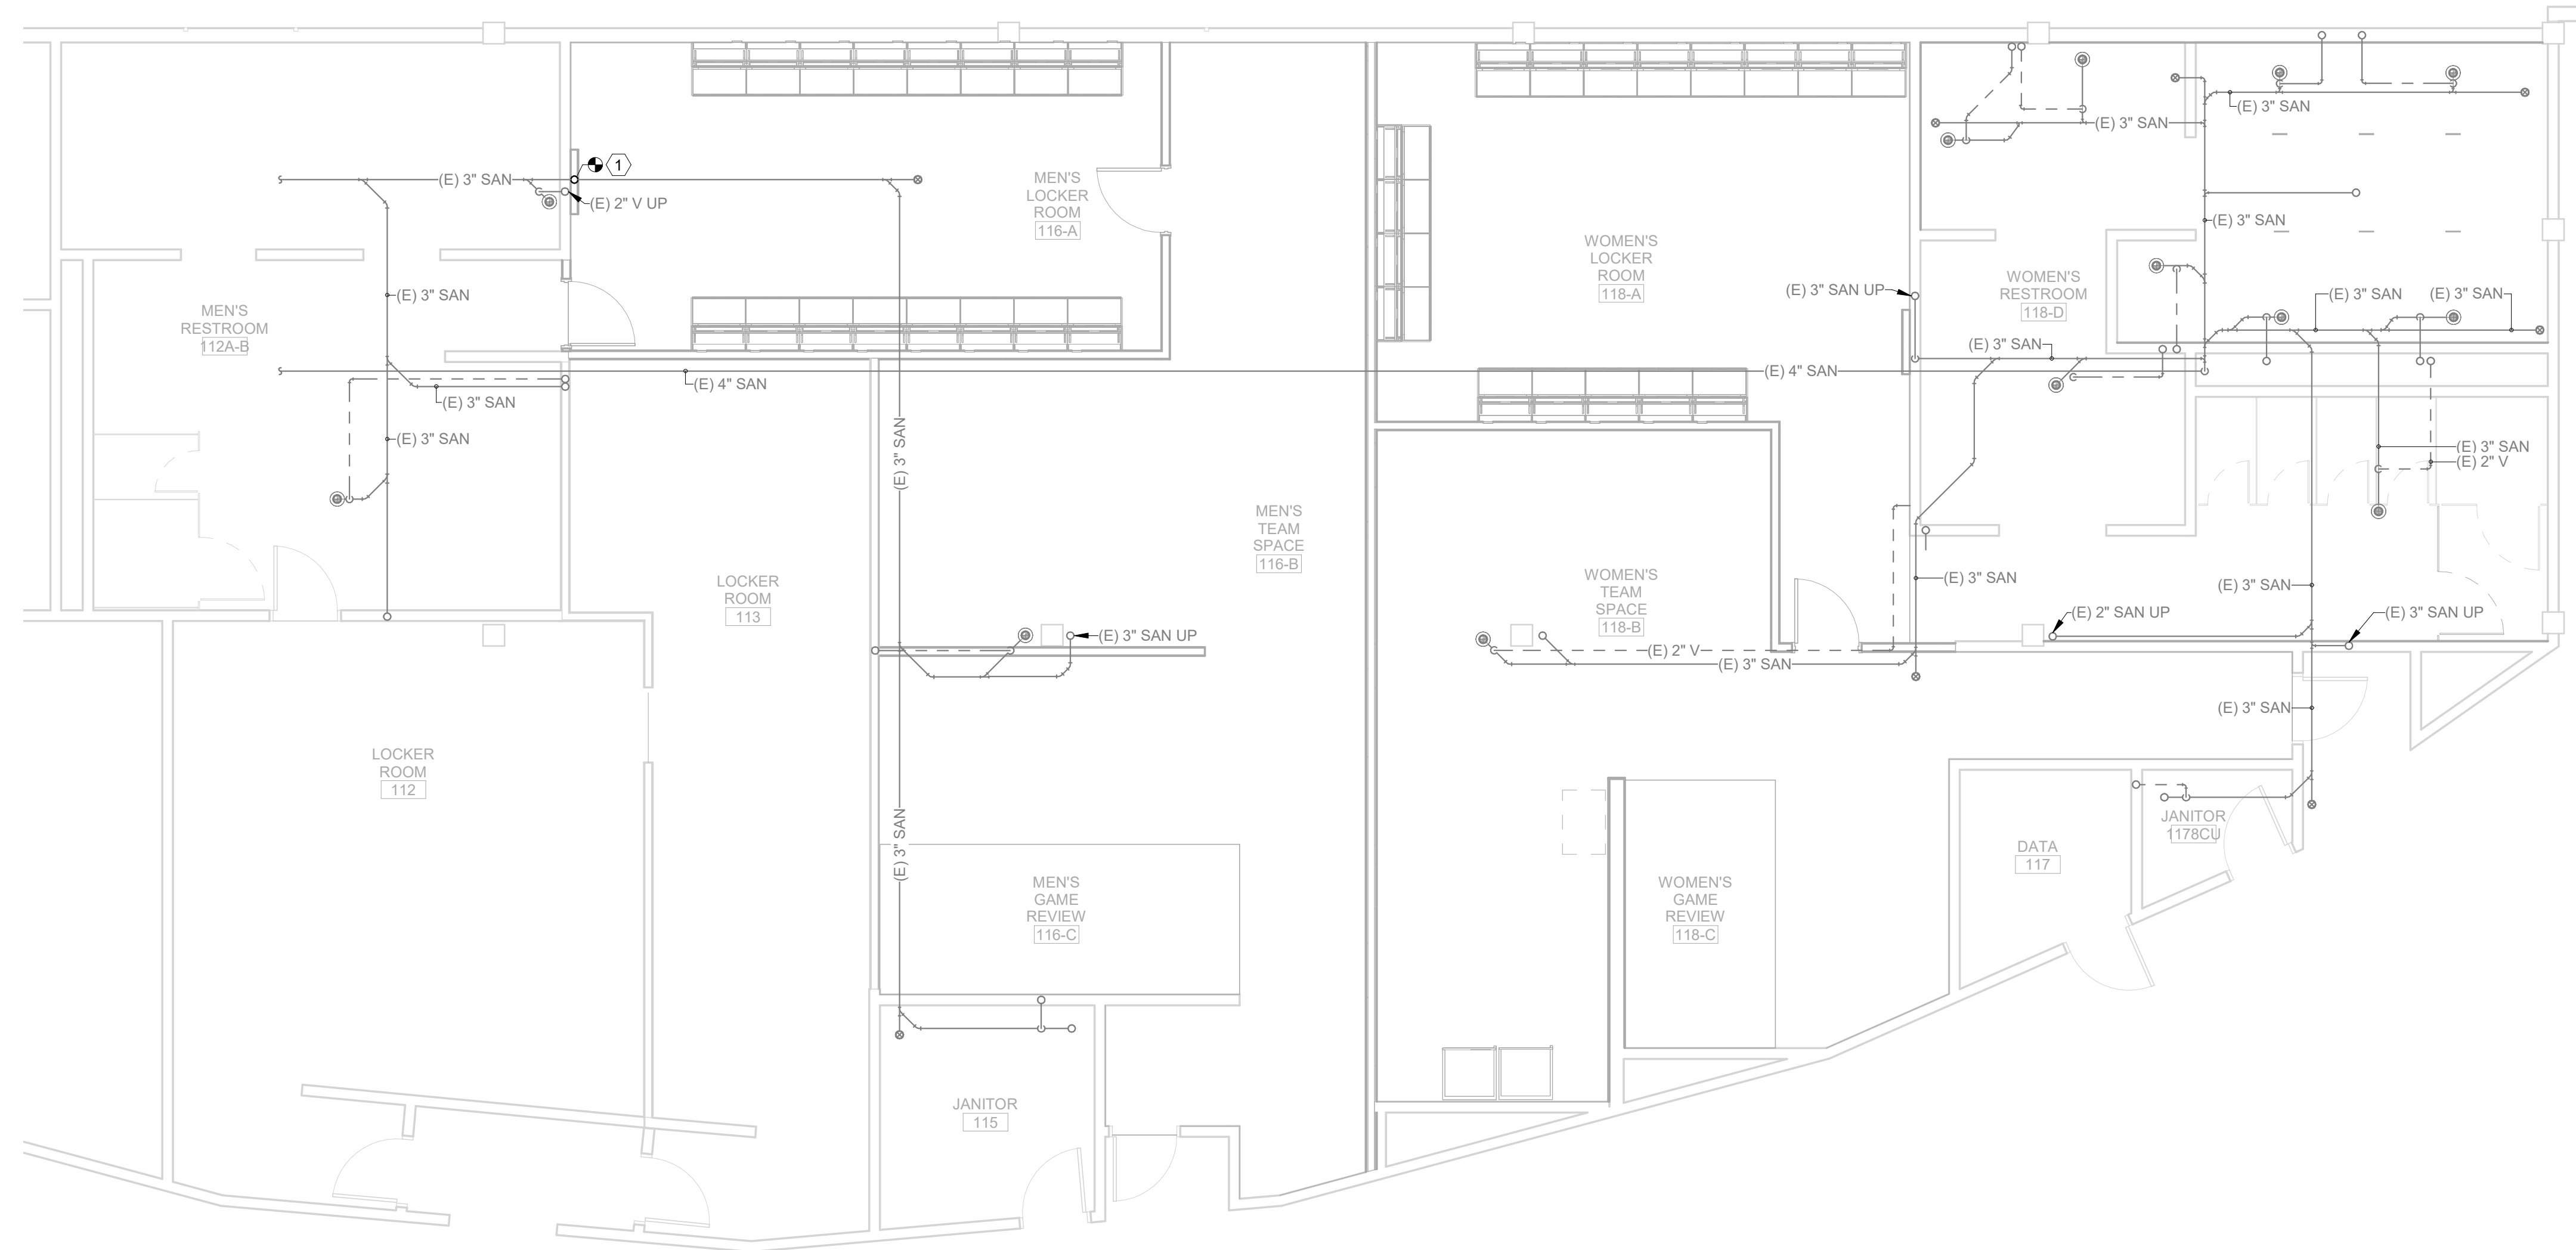 (E) 3" SAN
(E) 3" SAN
(E) 3" SAN
1
(E) 2" V UP
MEN'S
LOCKER
ROOM
116-A
(E) 3" SAN
WOMEN'S
LOCKER
ROOM
118-A
WOMEN'S
RESTROOM
118-D
(E) 3" SAN UP
(E) 3" SAN
(E) 3" SAN
(E) 3" SAN
MEN'S
RESTROOM
112A-B
(E) 3" SAN
(E) 4" SAN
(E) 4" SAN
(E) 3" SAN
(E) 3" SAN
(E) 3" SAN
(E) 3" SAN
(E) 2" V
MEN'S
TEAM
SPACE
116-B
LOCKER
ROOM
113
WOMEN'S
TEAM
SPACE
118-B
(E) 3" SAN
(E) 3" SAN
(E) 2" SAN UP
(E) 3" SAN UP
(E) 3" SAN UP
(E) 2" V
(E) 3" SAN
(E) 3" SAN
LOCKER
ROOM
112
(E) 3" SAN
JANITOR
1178CU
DATA
117
MEN'S
GAME
REVIEW
116-C
WOMEN'S
GAME
REVIEW
118-C
JANITOR
115